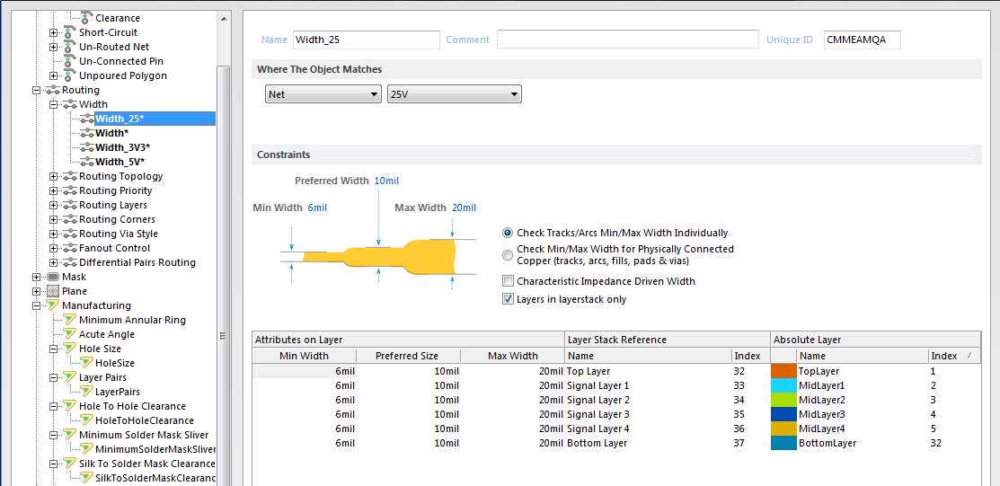 Clearance
Short-Circuit
Un-Routed Net
Un-Connected Pin
Unpoured Polygon
Routing
Width
Width_25*
Width*
Width_3V3*
Width_5V*
Routing Topology
Routing Priority
Routing Layers
Routing Corners
Routing Via Style
Fanout Control
Differential Pairs Routing
Mask
Plane
Manufacturing
Minimum Annular Ring
Acute Angle
Hole Size
HoleSize
Layer Pairs
LayerPairs
Hole To Hole Clearance
HoleToHoleClearance
Minimum Solder Mask Sliver
MinimumSolderMaskSliver
Silk To Solder Mask Clearance
SilkToSolderMaskClearanc
Name Width_25 Comment Unique ID CMMEAMQA
Where The Object Matches
Net 25V
Constraints
Preferred Width 10mil
Min Width 6mil Max Width 20mil
Check Tracks/Arcs Min/Max Width Individually
Check Min/Max Width for Physically Connected
Copper (tracks, arcs, fills, pads & vias)
Characteristic Impedance Driven Width
Layers in layerstack only
Attributes on Layer Layer Stack Reference Absolute Layer
Min Width Preferred Size Max Width Name Index Name Index
6mil 10mil 20mil Top Layer 32 TopLayer 1
6mil 10mil 20mil Signal Layer 1 33 MidLayer1 2
6mil 10mil 20mil Signal Layer 2 34 MidLayer2 3
6mil 10mil 20mil Signal Layer 3 35 MidLayer3 4
6mil 10mil 20mil Signal Layer 4 36 MidLayer4 5
6mil 10mil 20mil Bottom Layer 37 BottomLayer 32